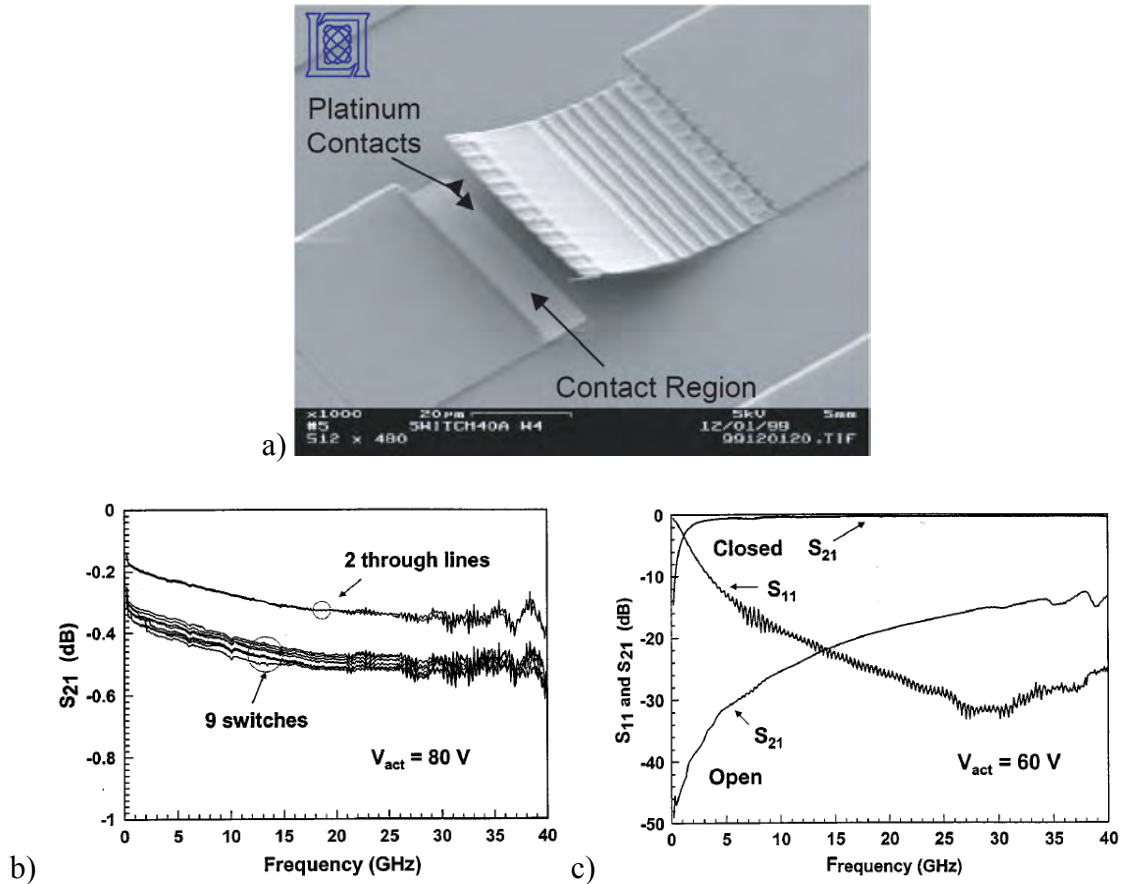 Platinum
Contacts
Contact Region
x1000 20µm 5kV 5mm
#5 SWITCH40A W4 12/01/99
512 x 480 99120120.TIF
a)
0
-0.2
-0.4
-0.6
-0.8
-1
S21 (dB)
2 through lines
9 switches
Vact = 80 V
0 5 10 15 20 25 30 35 40
Frequency (GHz)
b)
0
-10
-20
-30
-40
-50
S11 and S21 (dB)
Closed S21
S11
S21
Open
Vact = 60 V
0 5 10 15 20 25 30 35 40
Frequency (GHz)
c)